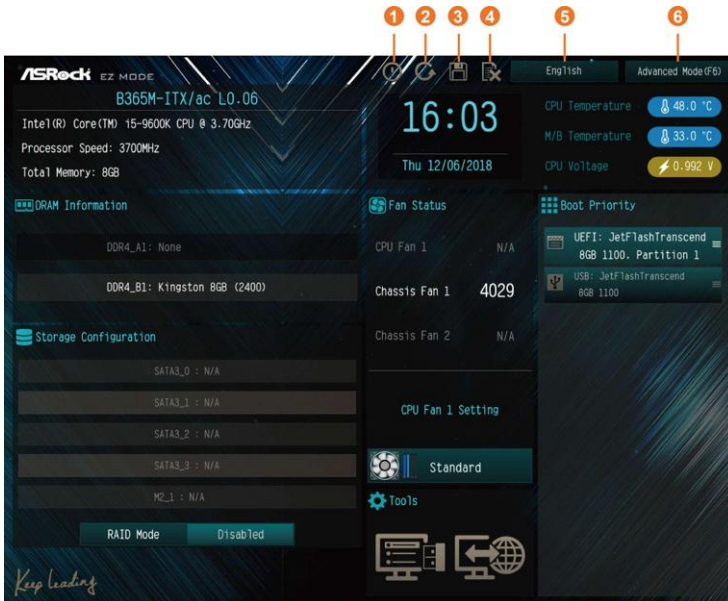 1 2 3 4 5 6
ASRock EZ MODE
English
Advanced Mode(F6)
B365M-ITX/ac L0.06
Intel(R) Core(TM) i5-9600K CPU @ 3.70GHz
Processor Speed: 3700MHz
Total Memory: 8GB
16:03
Thu 12/06/2018
CPU Temperature 48.0 °C
M/B Temperature 33.0 °C
CPU Voltage 0.992 V
DRAM Information
DDR4_A1: None
DDR4_B1: Kingston 8GB (2400)
Storage Configuration
SATA3_0 : N/A
SATA3_1 : N/A
SATA3_2 : N/A
SATA3_3 : N/A
M2_1 : N/A
RAID Mode Disabled
Keep Leading
Fan Status
CPU Fan 1 N/A
Chassis Fan 1 4029
Chassis Fan 2 N/A
CPU Fan 1 Setting
Standard
Tools
Boot Priority
UEFI: JetFlashTranscend
8GB 1100, Partition 1
USB: JetFlashTranscend
8GB 1100